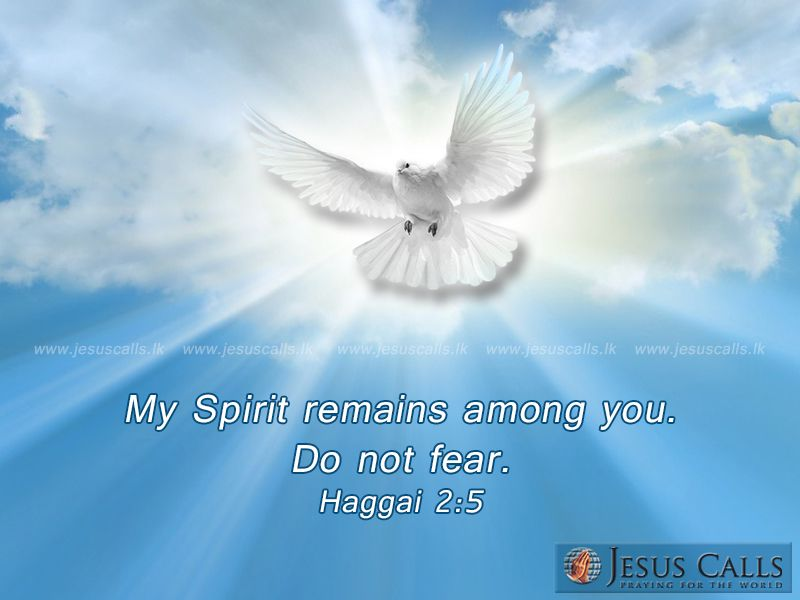 www.jesuscalls.lk www.jesuscalls.lk www.jesuscalls.lk www.jesuscalls.lk www.jesuscalls.lk
My Spirit remains among you.
Do not fear.
Haggai 2:5
JESUS CALLS
PRAYING FOR THE WORLD